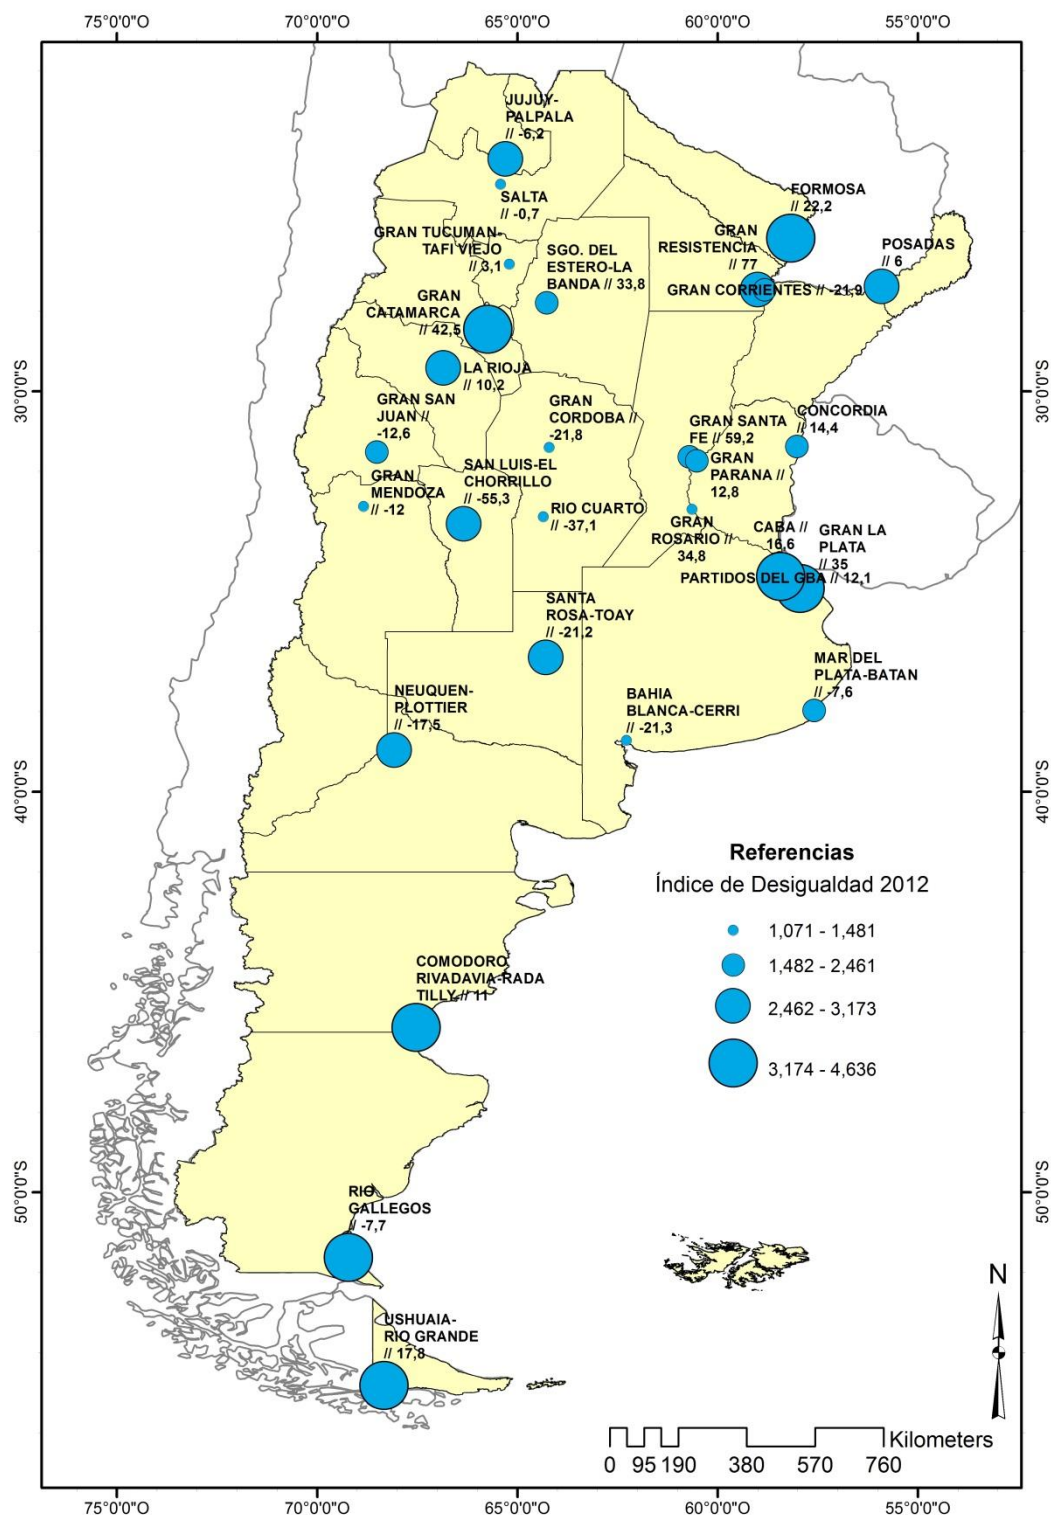 75°0'0"O
70°0'0"O
65°0'0"O
60°0'0"O
55°0'0"O
JUJUY-
PALPALA
// -6,2
SALTA
// -0,7
GRAN TUCUMAN-
TAFI VIEJO
// 3,1
SGO. DEL
ESTERO-LA
BANDA // 33,8
FORMOSA
// 22,2
GRAN
RESISTENCIA
// 77
POSADAS
// 6
GRAN CORRIENTES // -21,9
GRAN
CATAMARCA
// 42,5
LA RIOJA
// 10,2
30°0'0"S
30°0'0"S
GRAN SAN
JUAN //
-12,6
GRAN
CORDOBA //
-21,8
GRAN SANTA
FE // 59,2
CONCORDIA
// 14,4
GRAN
PARANA //
12,8
GRAN
MENDOZA
// -12
SAN LUIS-EL
CHORRILLO
// -55,3
RIO CUARTO
// -37,1
GRAN
ROSARIO //
34,8
CABA //
16,6
GRAN LA
PLATA
// 35
PARTIDOS DEL GBA // 12,1
SANTA
ROSA-TOAY
// -21,2
MAR DEL
PLATA-BATAN
// -7,6
NEUQUEN-
PLOTTIER
// -17,5
BAHIA
BLANCA-CERRI
// -21,3
40°0'0"S
40°0'0"S
Referencias
Índice de Desigualdad 2012
1,071 - 1,481
1,482 - 2,461
2,462 - 3,173
3,174 - 4,636
COMODORO
RIVADAVIA-RADA
TILLY // 11
50°0'0"S
50°0'0"S
RIO
GALLEGOS
// -7,7
USHUAIA-
RIO GRANDE
// 17,8
N
Kilometers
0 95 190 380 570 760
75°0'0"O
70°0'0"O
65°0'0"O
60°0'0"O
55°0'0"O